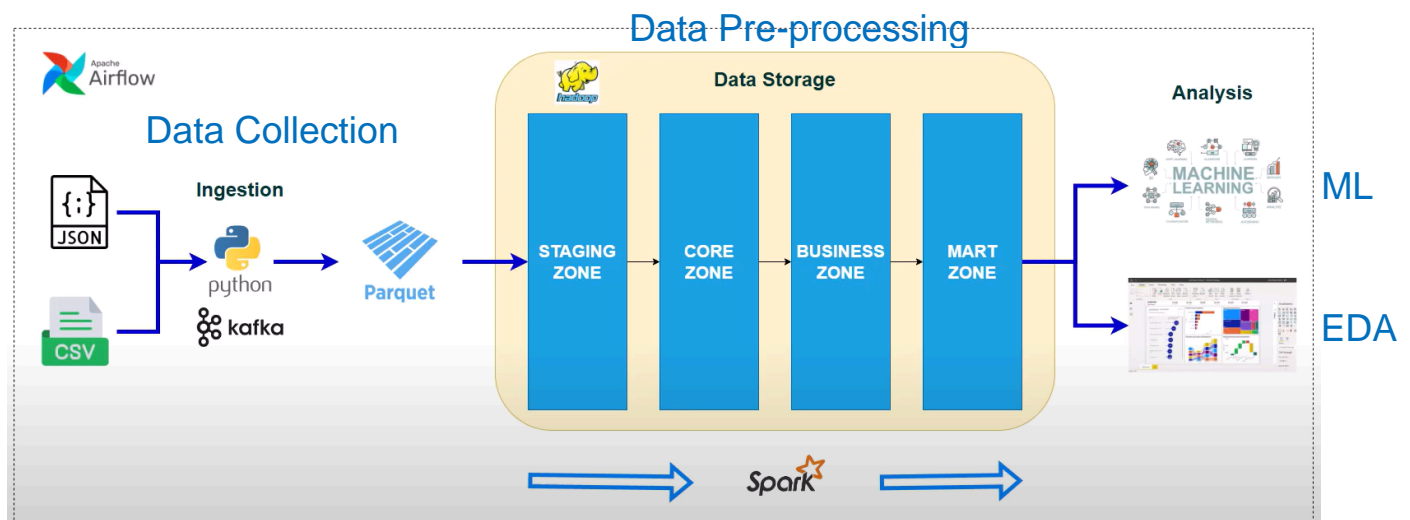 Data Pre-processing
Apache
Airflow
hadoop
Data Storage
Analysis
Data Collection
{;}
JSON
Ingestion
python
kafka
Parquet
CSV
STAGING
ZONE
CORE
ZONE
BUSINESS
ZONE
MART
ZONE
MACHINE
LEARNING
ML
EDA
Spark